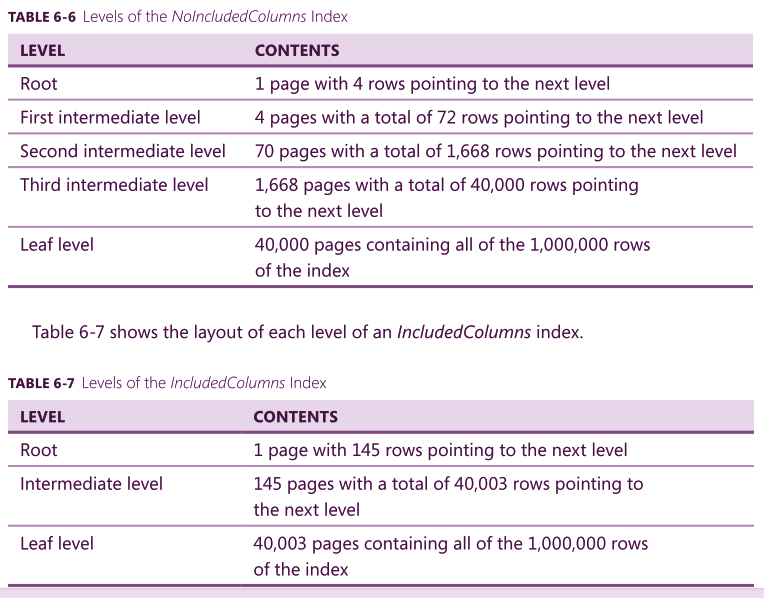 TABLE 6-6 Levels of the NoIncludedColumns Index
LEVEL CONTENTS
Root 1 page with 4 rows pointing to the next level
First intermediate level 4 pages with a total of 72 rows pointing to the next level
Second intermediate level 70 pages with a total of 1,668 rows pointing to the next level
Third intermediate level 1,668 pages with a total of 40,000 rows pointing
to the next level
Leaf level 40,000 pages containing all of the 1,000,000 rows
of the index
Table 6-7 shows the layout of each level of an IncludedColumns index.
TABLE 6-7 Levels of the IncludedColumns Index
LEVEL CONTENTS
Root 1 page with 145 rows pointing to the next level
Intermediate level 145 pages with a total of 40,003 rows pointing to
the next level
Leaf level 40,003 pages containing all of the 1,000,000 rows
of the index